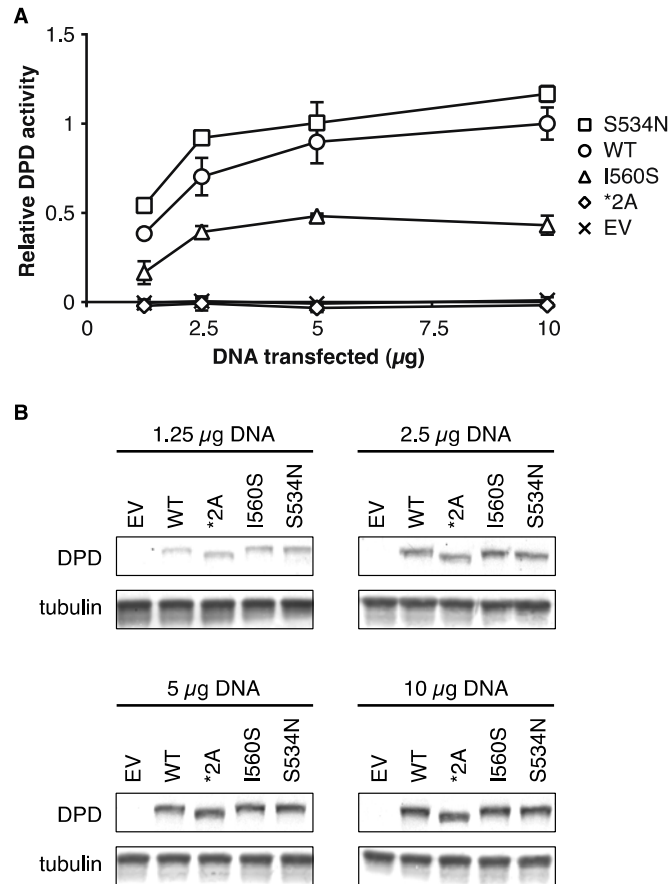 A
Relative DPD activity
1.5
1
0.5
0
0 2.5 5 7.5 10
DNA transfected (µg)
S534N
WT
I560S
*2A
EV
B
1.25 µg DNA
EV WT *2A I560S S534N
DPD
tubulin
2.5 µg DNA
EV WT *2A I560S S534N
5 µg DNA
EV WT *2A I560S S534N
DPD
tubulin
10 µg DNA
EV WT *2A I560S S534N